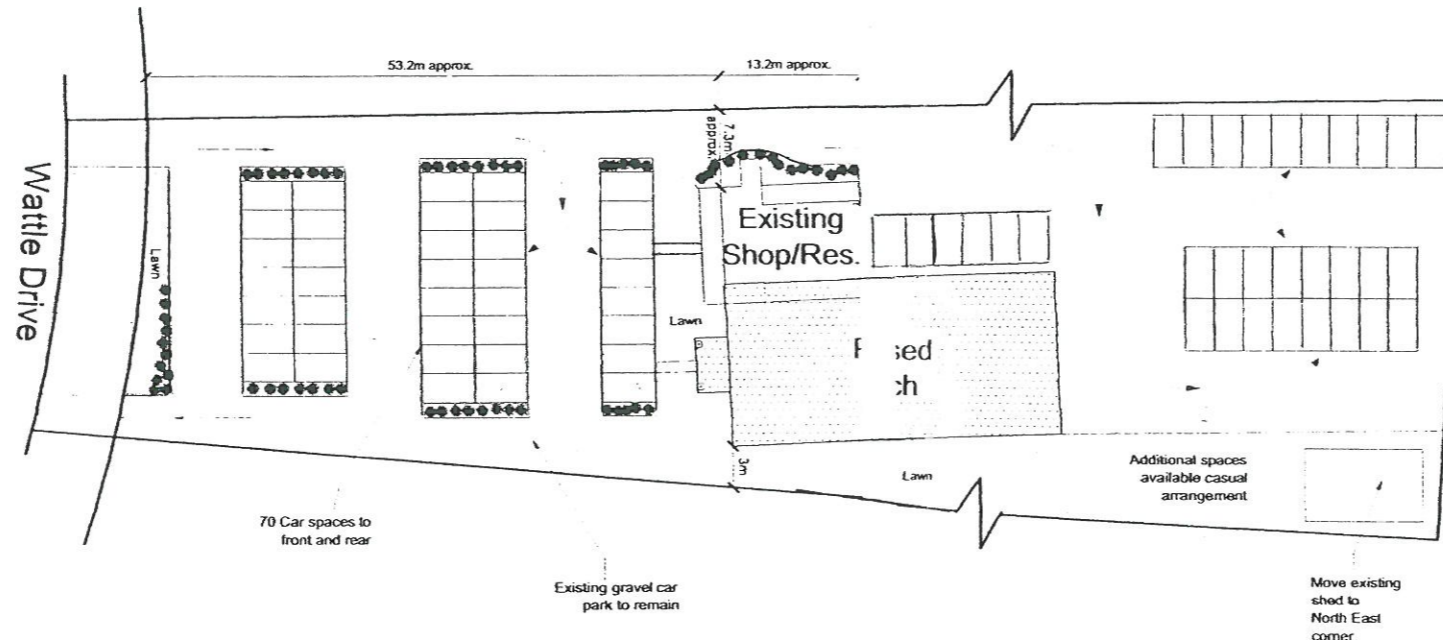 53.2m approx.
13.2m approx.
7.3m
approx.
Wattle Drive
Lawn
Existing
Shop/Res.
Lawn
sed
ch
3m
Lawn
Additional spaces
available casual
arrangement
70 Car spaces to
front and rear
Existing gravel car
park to remain
Move existing
shed to
North East
corner